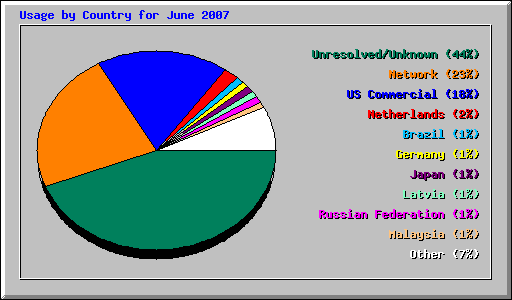 Usage by Country for June 2007
Unresolved/Unknown (44%)
Network (23%)
US Commercial (18%)
Netherlands (2%)
Brazil (1%)
Germany (1%)
Japan (1%)
Latvia (1%)
Russian Federation (1%)
Malaysia (1%)
Other (7%)